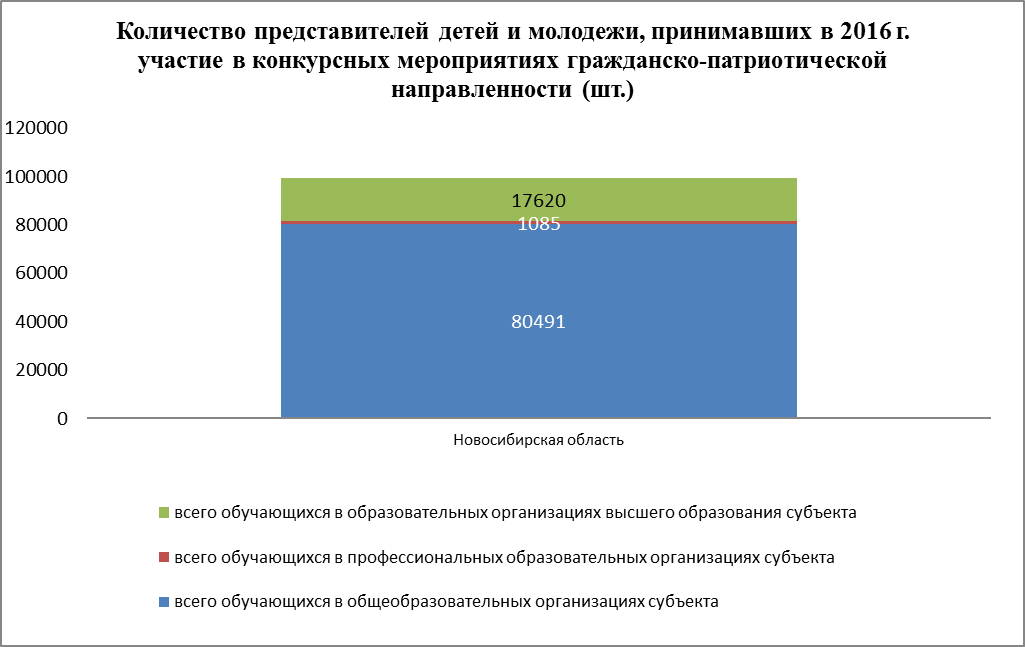 Количество представителей детей и молодежи, принимавших в 2016 г.
участие в конкурсных мероприятиях гражданско-патриотической
направленности (шт.)
120000
100000
80000
60000
40000
20000
0
17620
1085
80491
Новосибирская область
всего обучающихся в образовательных организациях высшего образования субъекта
всего обучающихся в профессиональных образовательных организациях субъекта
всего обучающихся в общеобразовательных организациях субъекта